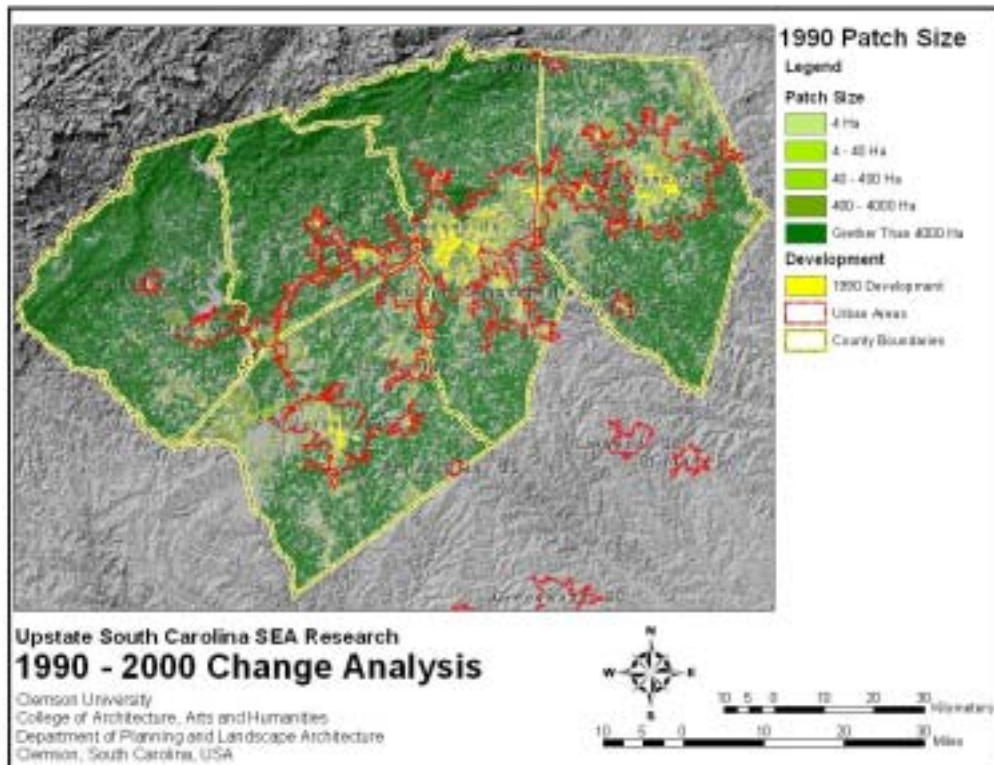 1990 Patch Size
Legend
Patch Size
4 Ha
4 - 40 Ha
40 - 400 Ha
400 - 4000 Ha
Grether Than 4000 Ha
Development
1990 Development
Urban Areas
County Boundaries
Upstate South Carolina SEA Research
1990 - 2000 Change Analysis
Clemson University
College of Architecture, Arts and Humanities
Department of Planning and Landscape Architecture
Clemson, South Carolina, USA
N
W E
S
10 5 0 10 20 30
Kilometers
10 5 0 10 20 30
Miles